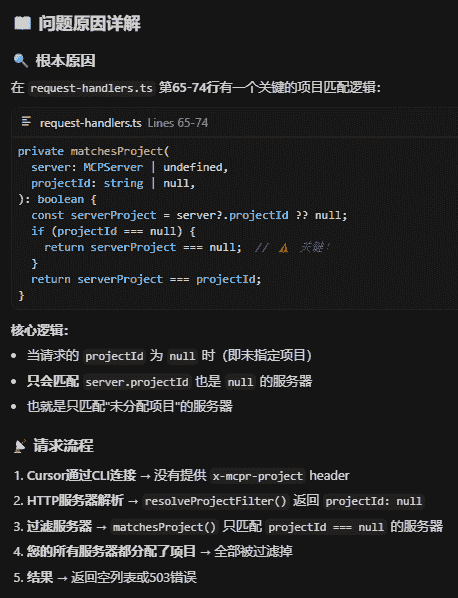 📖 问题原因详解
🔍 根本原因
在 request-handlers.ts 第65-74行有一个关键的项目匹配逻辑：
request-handlers.ts Lines 65-74
private matchesProject(
  server: MCPServer | undefined,
  projectId: string | null,
): boolean {
  const serverProject = server?.projectId ?? null;
  if (projectId === null) {
    return serverProject === null;  // ⚠️ 关键！
  }
  return serverProject === projectId;
}
核心逻辑：
• 当请求的 projectId 为 null 时（即未指定项目）
• 只会匹配 server.projectId 也是 null 的服务器
• 也就是只匹配"未分配项目"的服务器
📡 请求流程
1. Cursor通过CLI连接 → 没有提供 x-mcpr-project header
2. HTTP服务器解析 → resolveProjectFilter() 返回 projectId: null
3. 过滤服务器 → matchesProject() 只匹配 projectId === null 的服务器
4. 您的所有服务器都分配了项目 → 全部被过滤掉
5. 结果 → 返回空列表或503错误